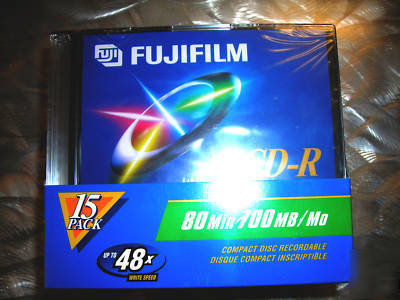 FUJI FUJIFILM
CD-R
15
PACK
80 Min/700 MB/Mo
UP TO
48x
WRITE SPEED
COMPACT DISC RECORDABLE
DISQUE COMPACT INSCRIPTIBLE